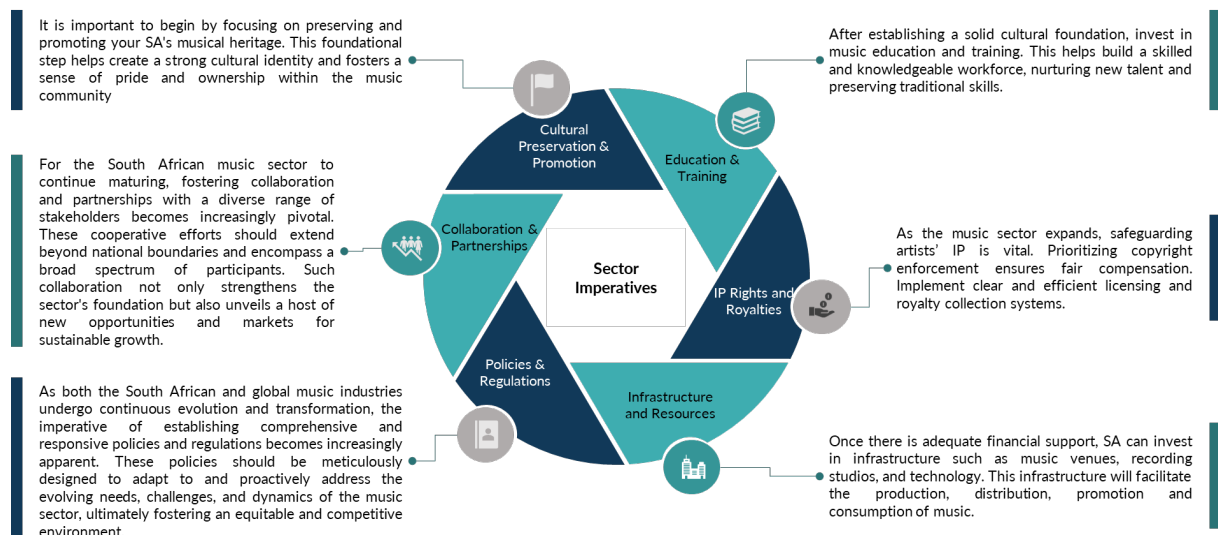 It is important to begin by focusing on preserving and
promoting your SA's musical heritage. This foundational
step helps create a strong cultural identity and fosters a
sense of pride and ownership within the music
community
After establishing a solid cultural foundation, invest in
music education and training. This helps build a skilled
and knowledgeable workforce, nurturing new talent and
preserving traditional skills.
Cultural
Preservation &
Promotion
Education &
Training
For the South African music sector to
continue maturing, fostering collaboration
and partnerships with a diverse range of
stakeholders becomes increasingly pivotal.
These cooperative efforts should extend
beyond national boundaries and encompass a
broad spectrum of participants. Such
collaboration not only strengthens the
sector's foundation but also unveils a host of
new opportunities and markets for
sustainable growth.
Collaboration &
Partnerships
Sector
Imperatives
IP Rights and
Royalties
As the music sector expands, safeguarding
artists' IP is vital. Prioritizing copyright
enforcement ensures fair compensation.
Implement clear and efficient licensing and
royalty collection systems.
Policies &
Regulations
Infrastructure
and Resources
As both the South African and global music industries
undergo continuous evolution and transformation, the
imperative of establishing comprehensive and
responsive policies and regulations becomes increasingly
apparent. These policies should be meticulously
designed to adapt to and proactively address the
evolving needs, challenges, and dynamics of the music
sector, ultimately fostering an equitable and competitive
environment.
Once there is adequate financial support, SA can invest
in infrastructure such as music venues, recording
studios, and technology. This infrastructure will facilitate
the production, distribution, promotion and
consumption of music.